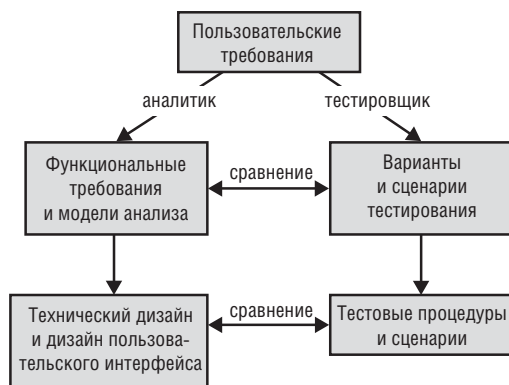 Пользовательские
требования
аналитик
тестировщик
Функциональные
требования
и модели анализа
сравнение
Варианты
и сценарии
тестирования
Технический дизайн
и дизайн пользова-
тельского интерфейса
сравнение
Тестовые процедуры
и сценарии